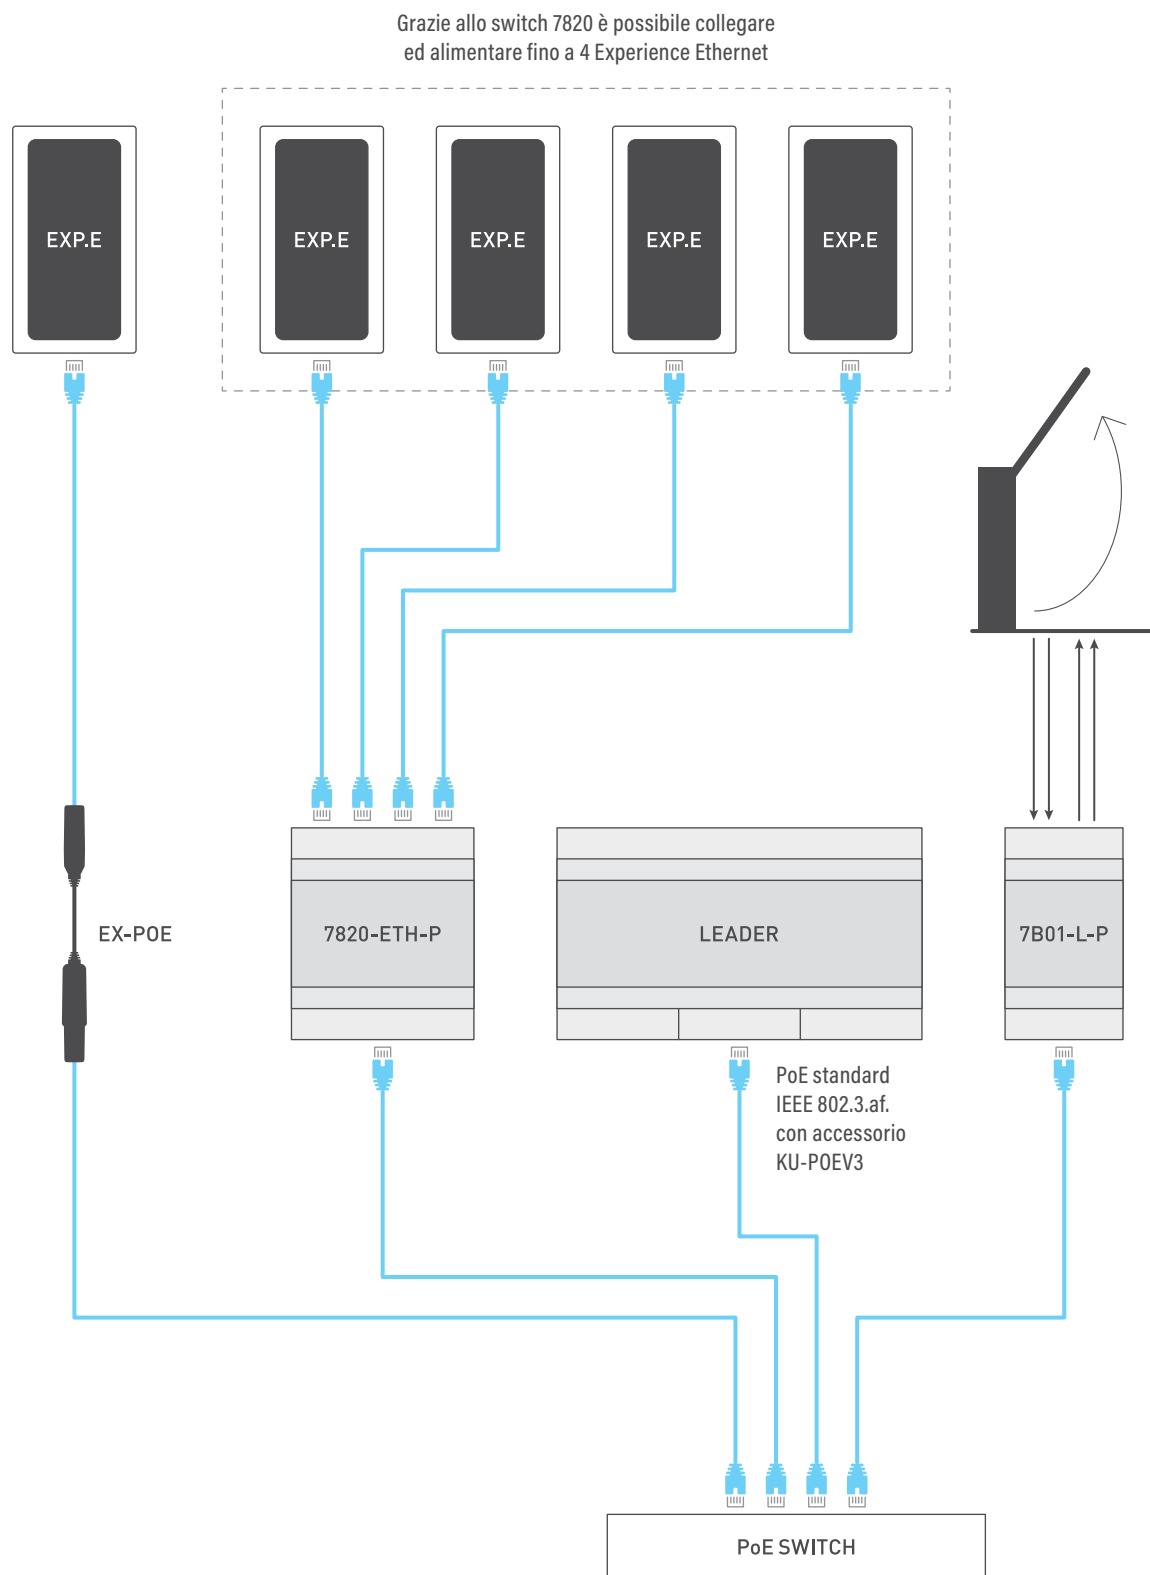 Grazie allo switch 7820 è possibile collegare
ed alimentare fino a 4 Experience Ethernet
EXP.E
EXP.E
EXP.E
EXP.E
EXP.E
EX-POE
7820-ETH-P
LEADER
7B01-L-P
PoE standard
IEEE 802.3.af.
con accessorio
KU-POEV3
PoE SWITCH